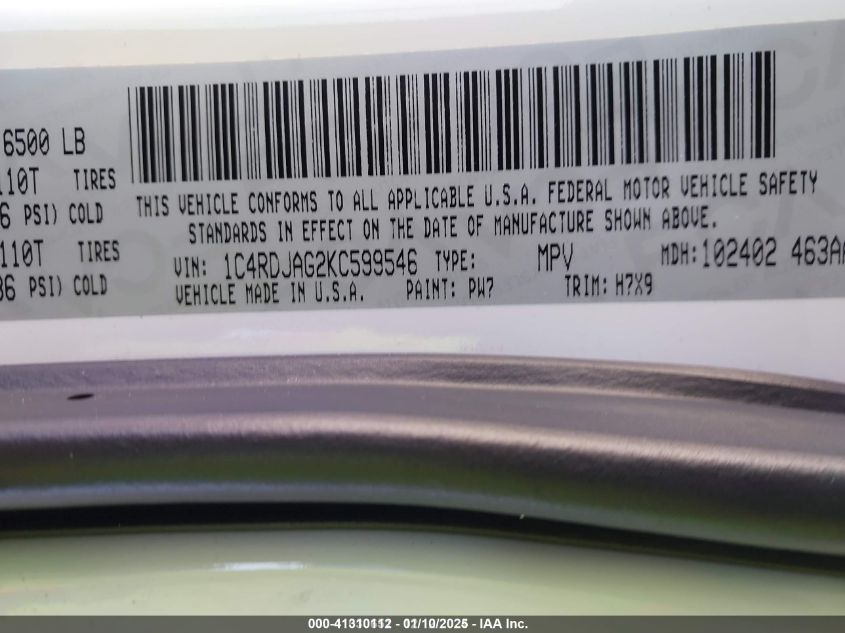 6500 LB
110T TIRES
6 PSI) COLD
110T TIRES
36 PSI) COLD
THIS VEHICLE CONFORMS TO ALL APPLICABLE U.S.A. FEDERAL MOTOR VEHICLE SAFETY
STANDARDS IN EFFECT ON THE DATE OF MANUFACTURE SHOWN ABOVE.
VIN: 1C4RDJAG2KC599546 TYPE: MPV MDH:102402 463AA
VEHICLE MADE IN U.S.A. PAINT: PW7 TRIM: H7X9
000-41310112 - 01/10/2025 - IAA Inc.